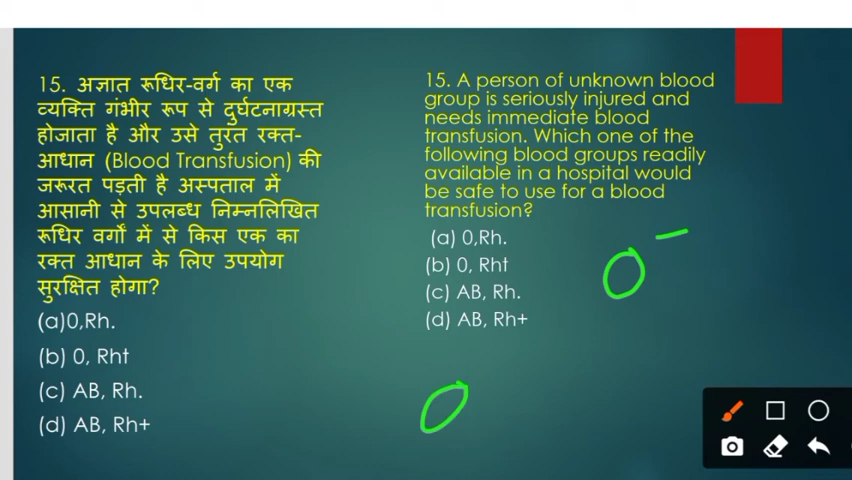 15. अज्ञात रूधिर-वर्ग का एक
व्यक्ति गंभीर रूप से दुर्घटनाग्रस्त
होजाता है और उसे तुरत रक्त-
आधान (Blood Transfusion) की
जरूरत पड़ती है अस्पताल में
आसानी से उपलब्ध निम्नलिखित
रूधिर वर्गों में से किस एक का
रक्त आधान के लिए उपयोग
सुरक्षित होगा?
(a)0,Rh.
(b) 0, Rht
(c) AB, Rh.
(d) AB, Rh+
15. A person of unknown blood
group is seriously injured and
needs immediate blood
transfusion. Which one of the
following blood groups readily
available in a hospital would
be safe to use for a blood
transfusion?
(a) 0,Rh.
(b) 0, Rht
(c) AB, Rh.
(d) AB, Rh+
O −
O